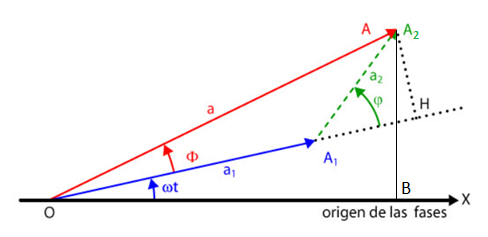 A A₂
a₂
a
φ
H
Φ
A₁
a₁
ωt
B
X
O
origen de las fases